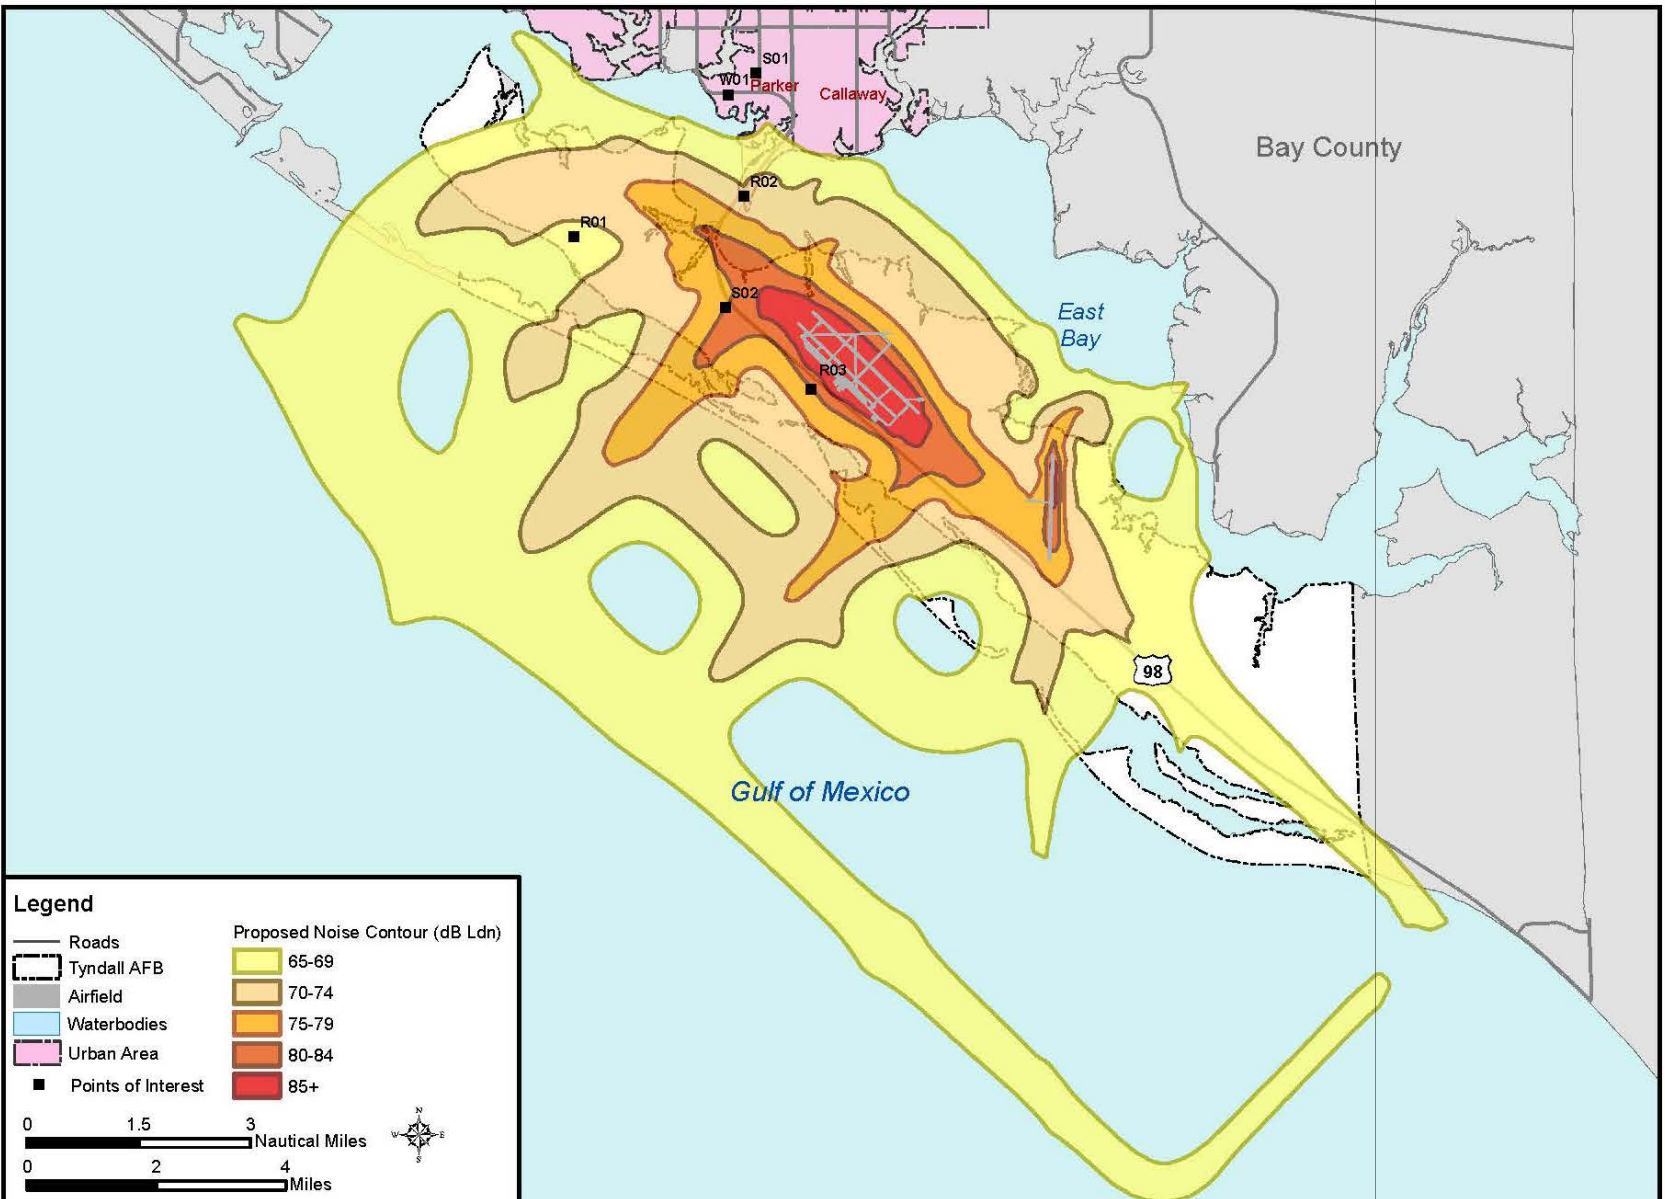 S01
W01
Parker
Callaway
Bay County
R02
R01
S02
East
Bay
R03
98
Gulf of Mexico
Legend
Roads
Tyndall AFB
Airfield
Waterbodies
Urban Area
Points of Interest
Proposed Noise Contour (dB Ldn)
65-69
70-74
75-79
80-84
85+
0 1.5 3
Nautical Miles
0 2 4
Miles
N
W E
S